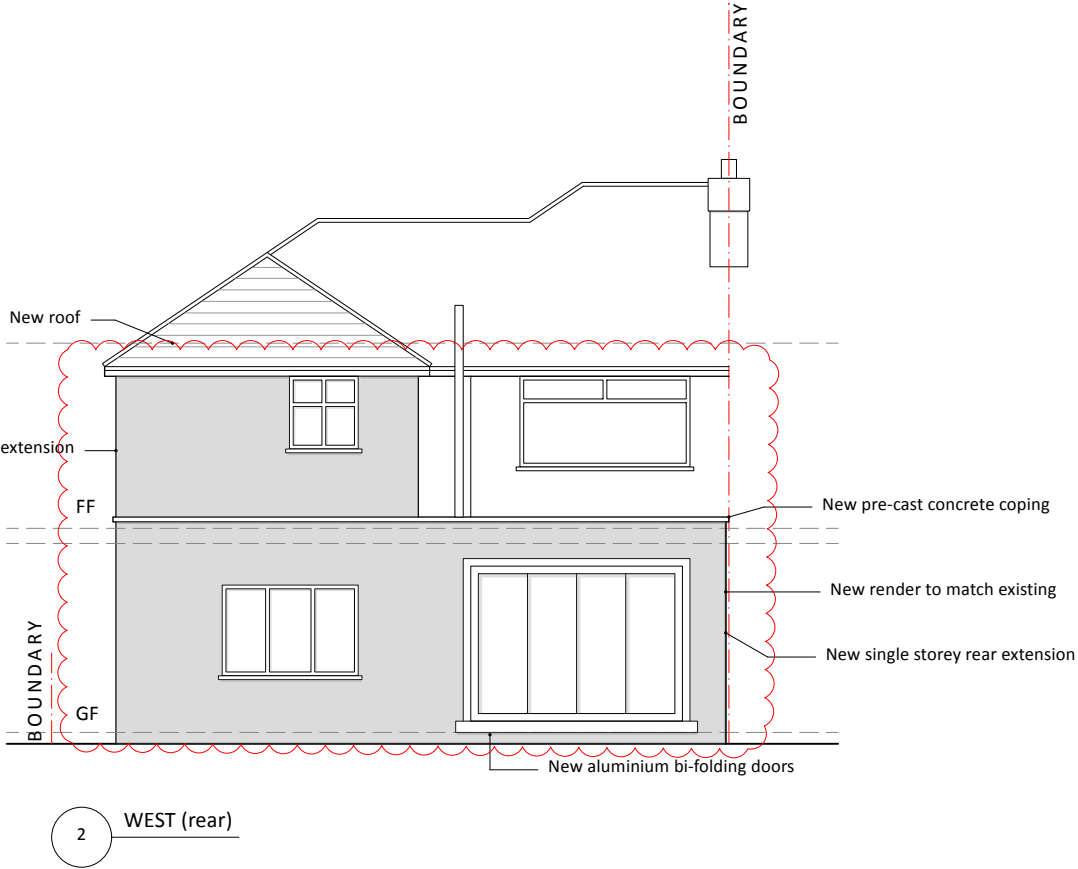 BOUNDARY
New roof
extension
FF
New pre-cast concrete coping
New render to match existing
BOUNDARY
New single storey rear extension
GF
New aluminium bi-folding doors
2
WEST (rear)